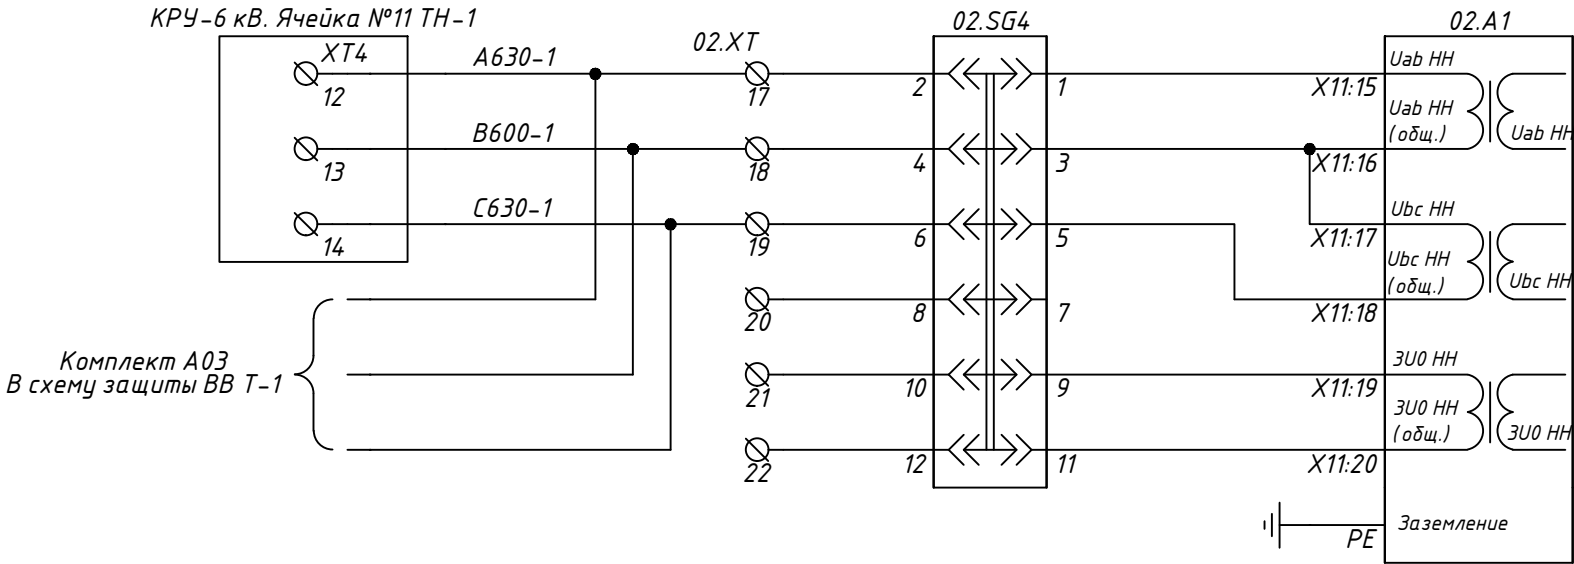 КРУ-6 кВ. Ячейка №11 ТН-1
02.SG4
02.A1
XT4
A630-1
02.XT
Uab НН
12
17
2
1
X11:15
Uab НН
(общ.)
Uab НН
B600-1
13
18
4
3
X11:16
C630-1
Ubc НН
14
19
6
5
X11:17
Ubc НН
(общ.)
Ubc НН
20
8
7
X11:18
Комплект А03
В схему защиты ВВ Т-1
3U0 НН
21
10
9
X11:19
3U0 НН
(общ.)
3U0 НН
22
12
11
X11:20
Заземление
PE